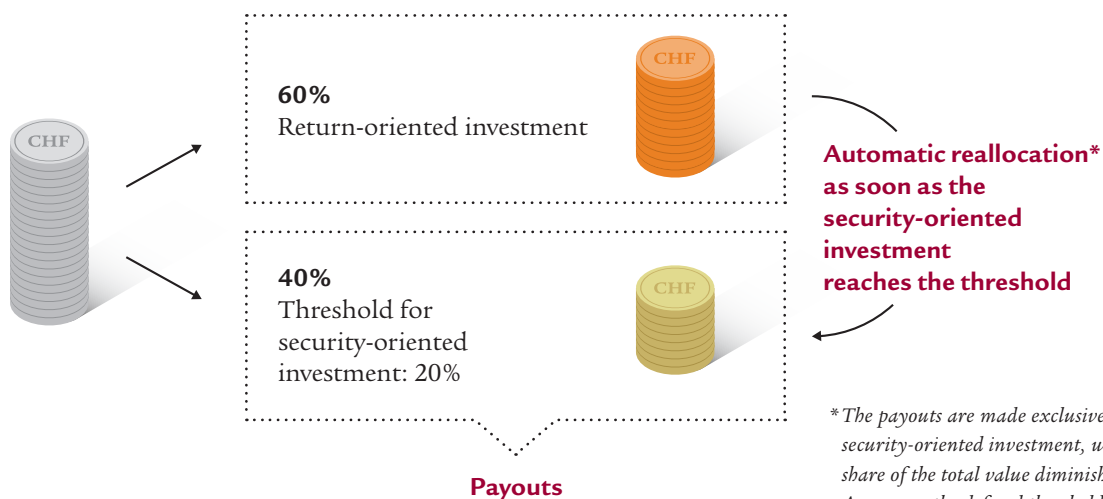 CHF
60%
Return-oriented investment
CHF
40%
Threshold for
security-oriented
investment: 20%
CHF
Payouts
Automatic reallocation*
as soon as the
security-oriented
investment
reaches the threshold
* The payouts are made exclusive
security-oriented investment, u
share of the total value diminish